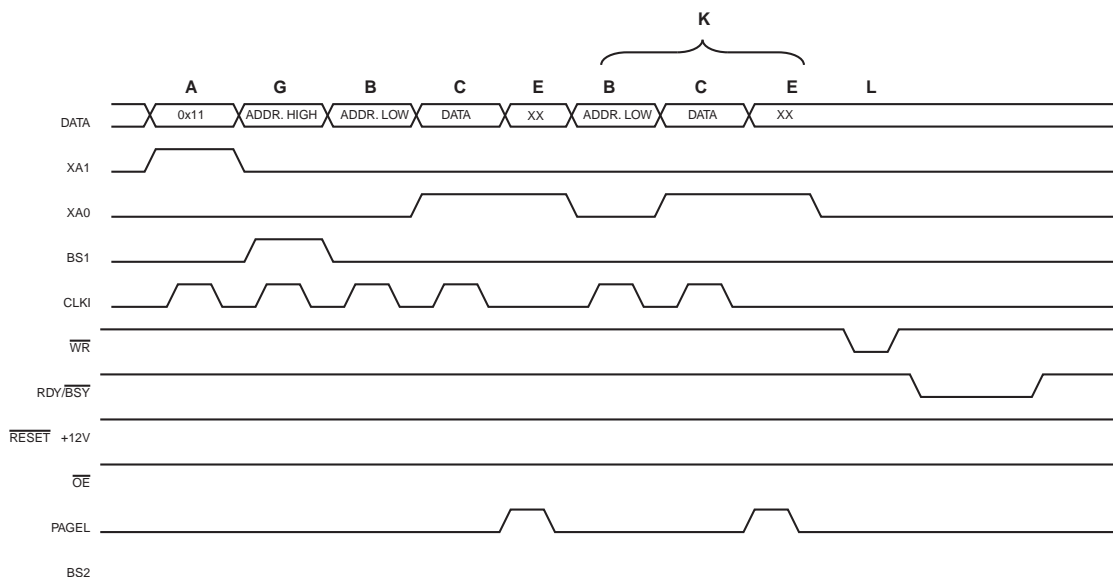 K
A G B C E B C E L
DATA 0x11 ADDR. HIGH ADDR. LOW DATA XX ADDR. LOW DATA XX
XA1
XA0
BS1
CLKI
WR
RDY/BSY
RESET +12V
OE
PAGEL
BS2